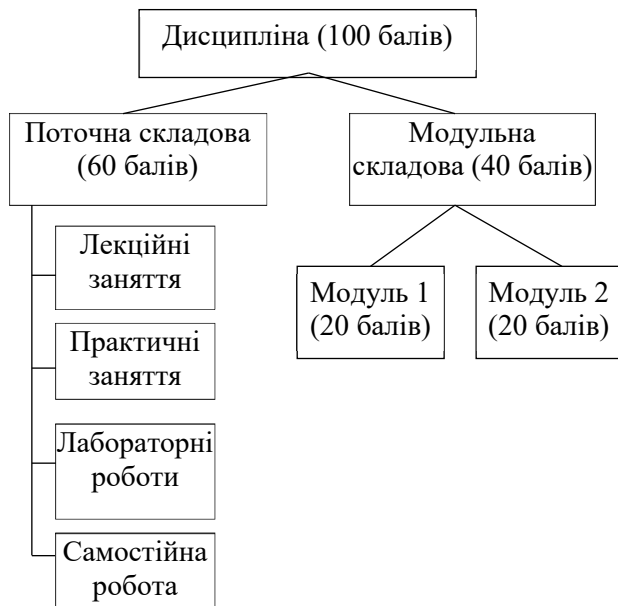 Дисципліна (100 балів)
Поточна складова
(60 балів)
Модульна
складова (40 балів)
Лекційні
заняття
Практичні
заняття
Лабораторні
роботи
Самостійна
робота
Модуль 1
(20 балів)
Модуль 2
(20 балів)